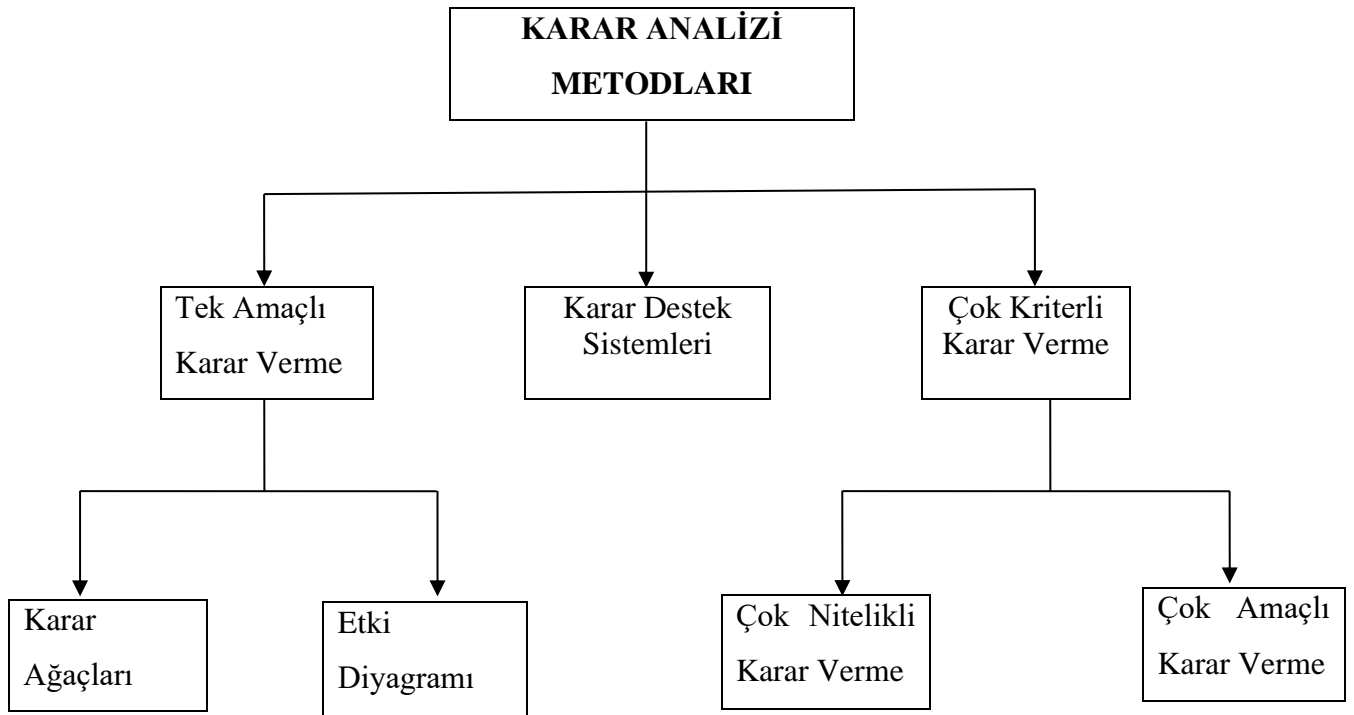 KARAR ANALİZİ
METODLARI
Tek Amaçlı
Karar Verme
Karar Destek
Sistemleri
Çok Kriterli
Karar Verme
Karar
Ağaçları
Etki
Diyagramı
Çok Nitelikli
Karar Verme
Çok Amaçlı
Karar Verme